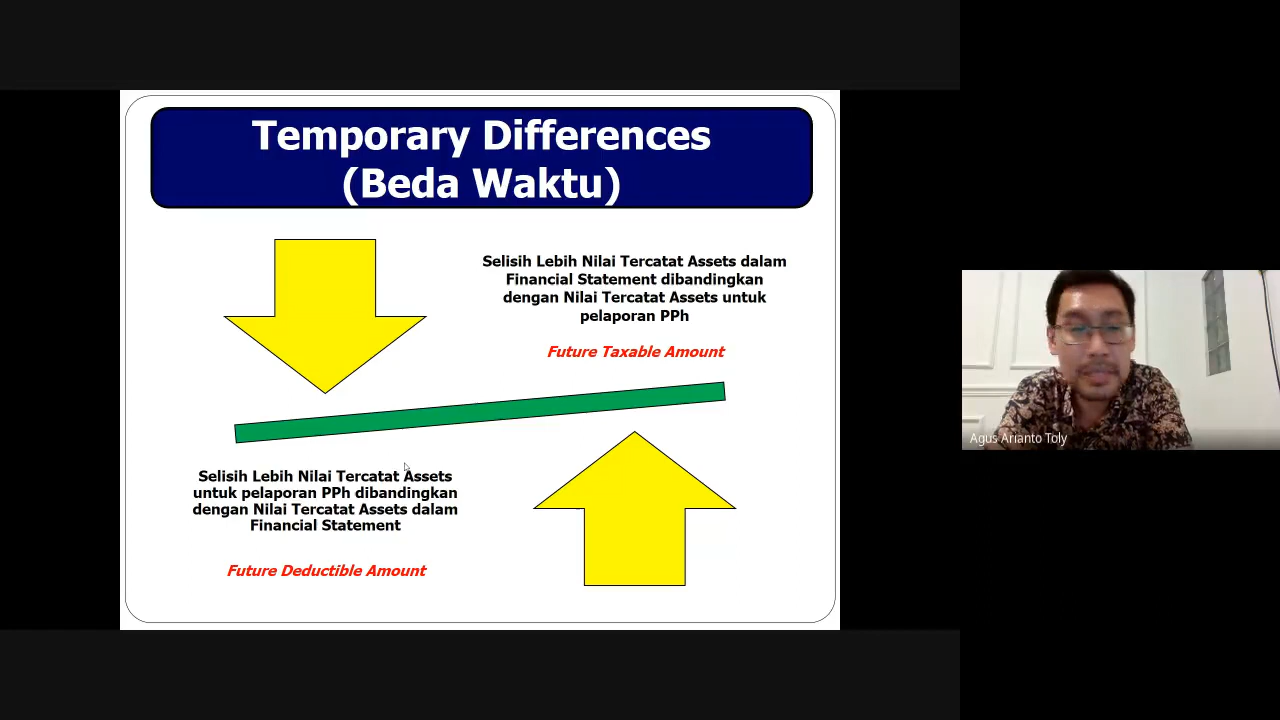 Temporary Differences
(Beda Waktu)
Selisih Lebih Nilai Tercatat Assets dalam
Financial Statement dibandingkan
dengan Nilai Tercatat Assets untuk
pelaporan PPh
Future Taxable Amount
Selisih Lebih Nilai Tercatat Assets
untuk pelaporan PPh dibandingkan
dengan Nilai Tercatat Assets dalam
Financial Statement
Future Deductible Amount
Agus Arianto Toly